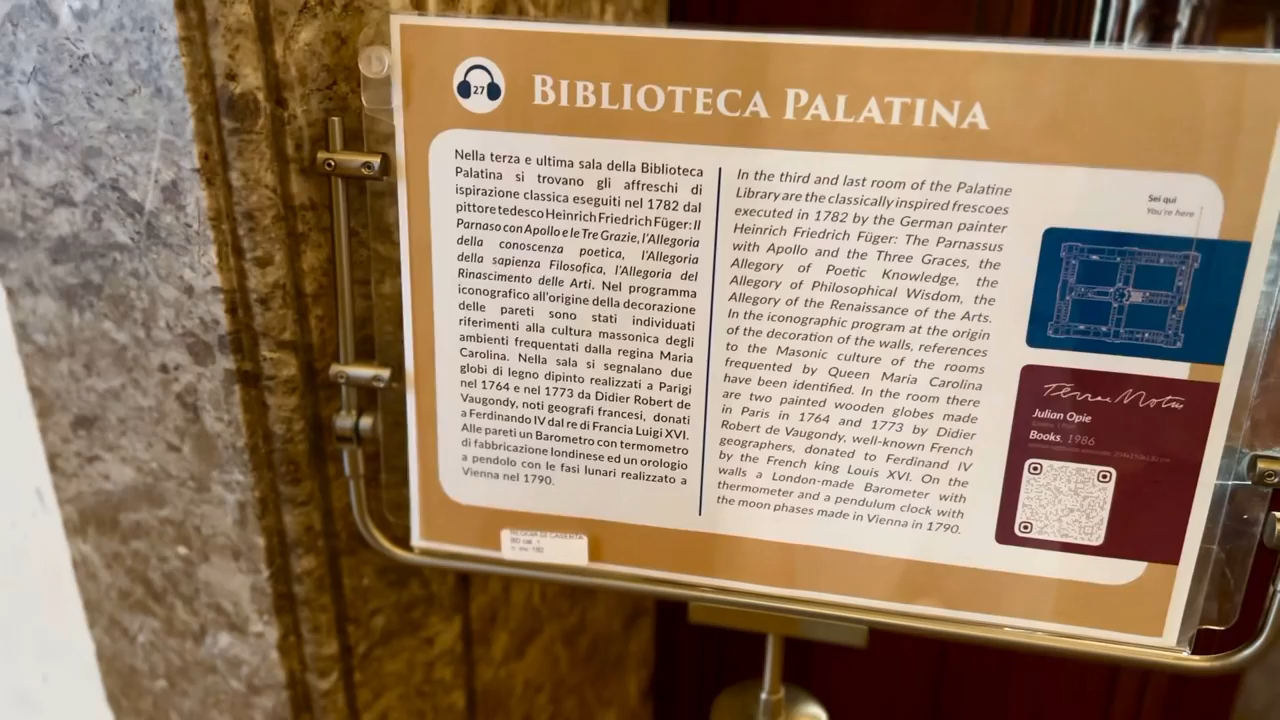 27
BIBLIOTECA PALATINA
Nella terza e ultima sala della Biblioteca
Palatina si trovano gli affreschi di
ispirazione classica eseguiti nel 1782 dal
pittore tedesco Heinrich Friedrich Füger: Il
Parnaso con Apollo e le Tre Grazie, l'Allegoria
della conoscenza poetica, l'Allegoria
della sapienza Filosofica, l'Allegoria del
Rinascimento delle Arti. Nel programma
iconografico all'origine della decorazione
delle pareti sono stati individuati
riferimenti alla cultura massonica degli
ambienti frequentati dalla regina Maria
Carolina. Nella sala si segnalano due
globi di legno dipinto realizzati a Parigi
nel 1764 e nel 1773 da Didier Robert de
Vaugondy, noti geografi francesi, donati
a Ferdinando IV dal re di Francia Luigi XVI.
Alle pareti un Barometro con termometro
di fabbricazione londinese ed un orologio
a pendolo con le fasi lunari realizzato a
Vienna nel 1790.
In the third and last room of the Palatine
Library are the classically inspired frescoes
executed in 1782 by the German painter
Heinrich Friedrich Füger: The Parnassus
with Apollo and the Three Graces, the
Allegory of Poetic Knowledge, the
Allegory of Philosophical Wisdom, the
Allegory of the Renaissance of the Arts.
In the iconographic program at the origin
of the decoration of the walls, references
to the Masonic culture of the rooms
frequented by Queen Maria Carolina
have been identified. In the room there
are two painted wooden globes made
in Paris in 1764 and 1773 by Didier
Robert de Vaugondy, well-known French
geographers, donated to Ferdinand IV
by the French king Louis XVI. On the
walls a London-made Barometer with
thermometer and a pendulum clock with
the moon phases made in Vienna in 1790.
Sei qui
You're here
Terrae Motus
Julian Opie
Books, 1986
REGGIA DI CASERTA